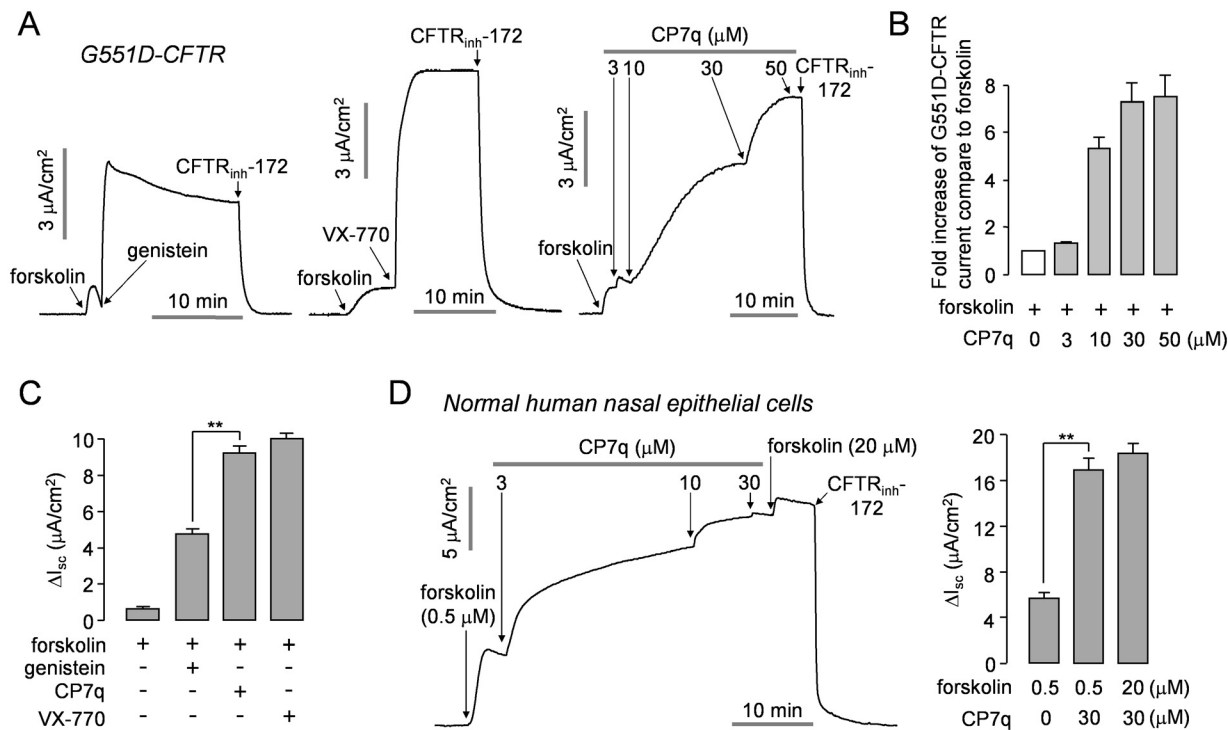 A
G551D-CFTR
3 μA/cm²
forskolin
genistein
CFTRinh-172
10 min
3 μA/cm²
forskolin
VX-770
CFTRinh-172
10 min
CP7q (μM)
3 10 30 50
CFTRinh-
172
3 μA/cm²
forskolin
10 min
B
Fold increase of G551D-CFTR
current compare to forskolin
8
6
4
2
0
forskolin + + + + +
CP7q 0 3 10 30 50 (μM)
C
ΔIsc (μA/cm²)
10
8
6
4
2
0
**
forskolin + + + +
genistein - + - -
CP7q - - + -
VX-770 - - - +
D
Normal human nasal epithelial cells
CP7q (μM)
3 10 30
forskolin (20 μM)
CFTRinh-
172
5 μA/cm²
forskolin
(0.5 μM)
10 min
ΔIsc (μA/cm²)
20
16
12
8
4
0
**
forskolin 0.5 0.5 20 (μM)
CP7q 0 30 30 (μM)